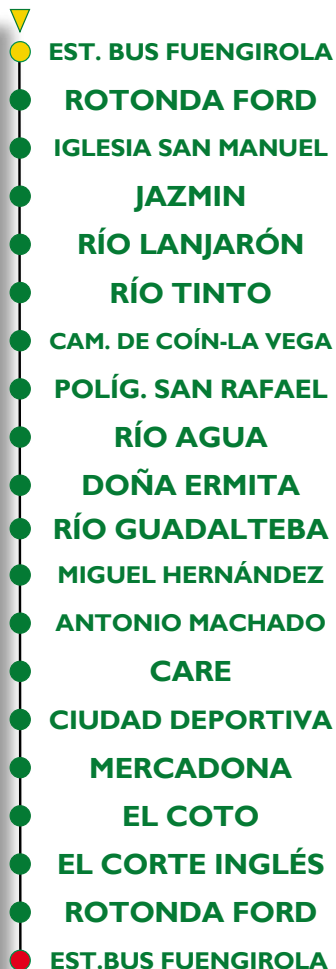 EST. BUS FUENGIROLA
ROTONDA FORD
IGLESIA SAN MANUEL
JAZMIN
RÍO LANJARÓN
RÍO TINTO
CAM. DE COÍN-LA VEGA
POLÍG. SAN RAFAEL
RÍO AGUA
DOÑA ERMITA
RÍO GUADALTEBA
MIGUEL HERNÁNDEZ
ANTONIO MACHADO
CARE
CIUDAD DEPORTIVA
MERCADONA
EL COTO
EL CORTE INGLÉS
ROTONDA FORD
EST.BUS FUENGIROLA